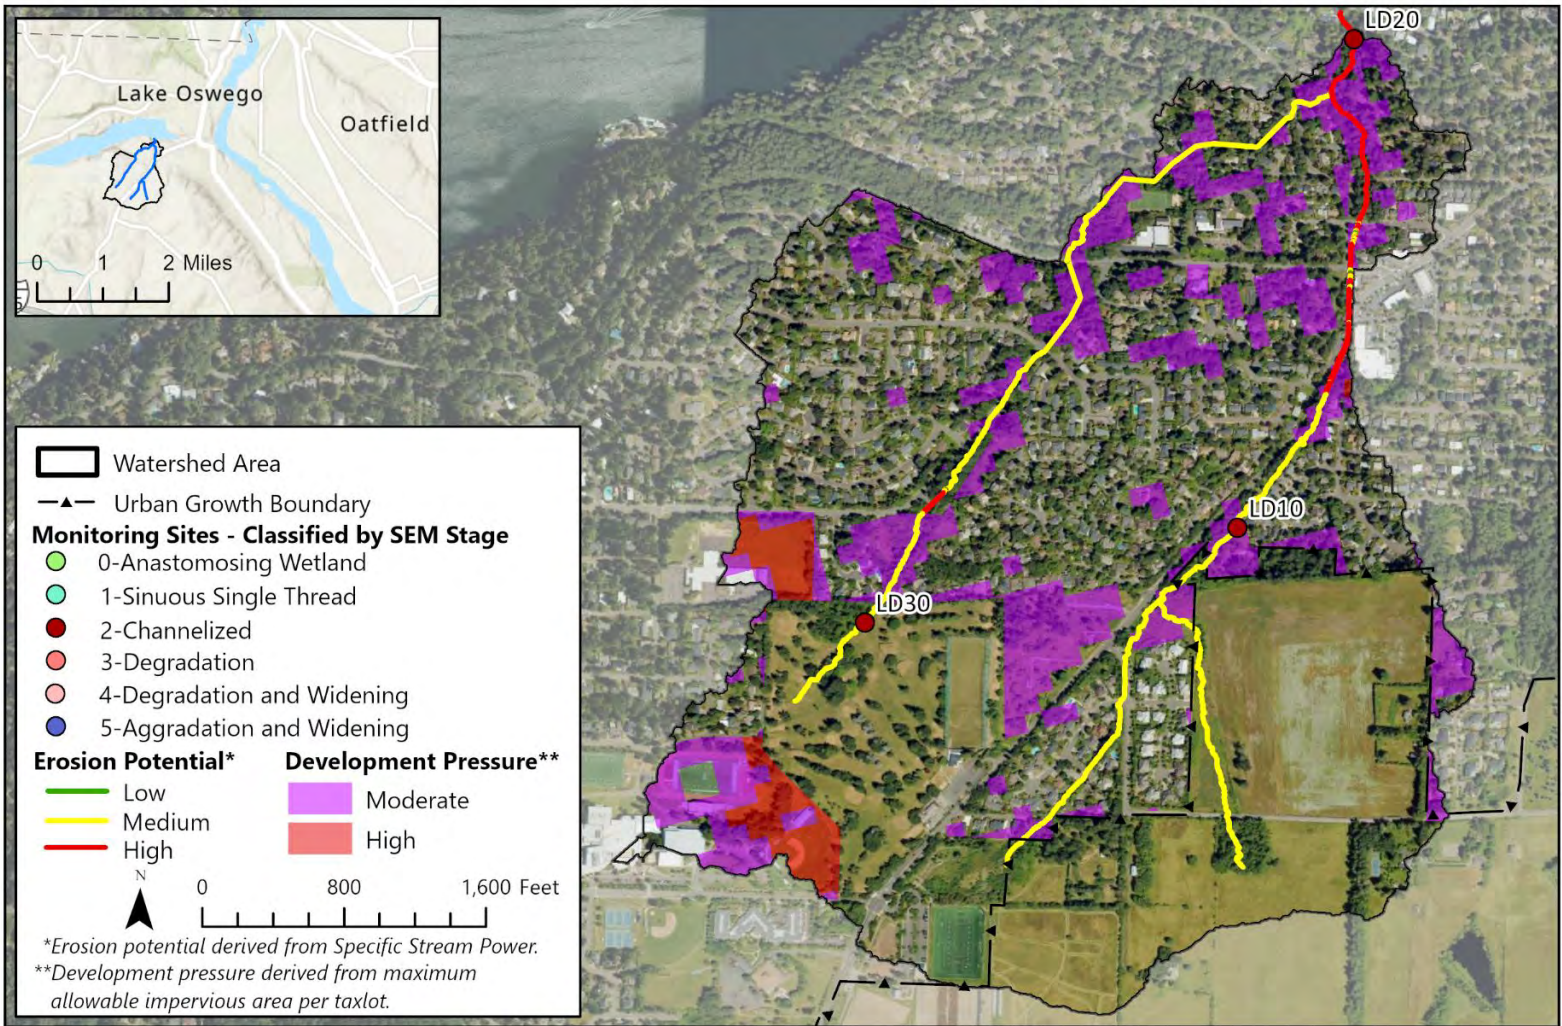 Lake Oswego
Oatfield
0 1 2 Miles
LD20
LD10
LD30
Watershed Area
Urban Growth Boundary
Monitoring Sites - Classified by SEM Stage
0-Anastomosing Wetland
1-Sinuous Single Thread
2-Channelized
3-Degradation
4-Degradation and Widening
5-Aggradation and Widening
Erosion Potential*
Low
Medium
High
Development Pressure**
Moderate
High
N
0 800 1,600 Feet
*Erosion potential derived from Specific Stream Power.
**Development pressure derived from maximum
allowable impervious area per taxlot.